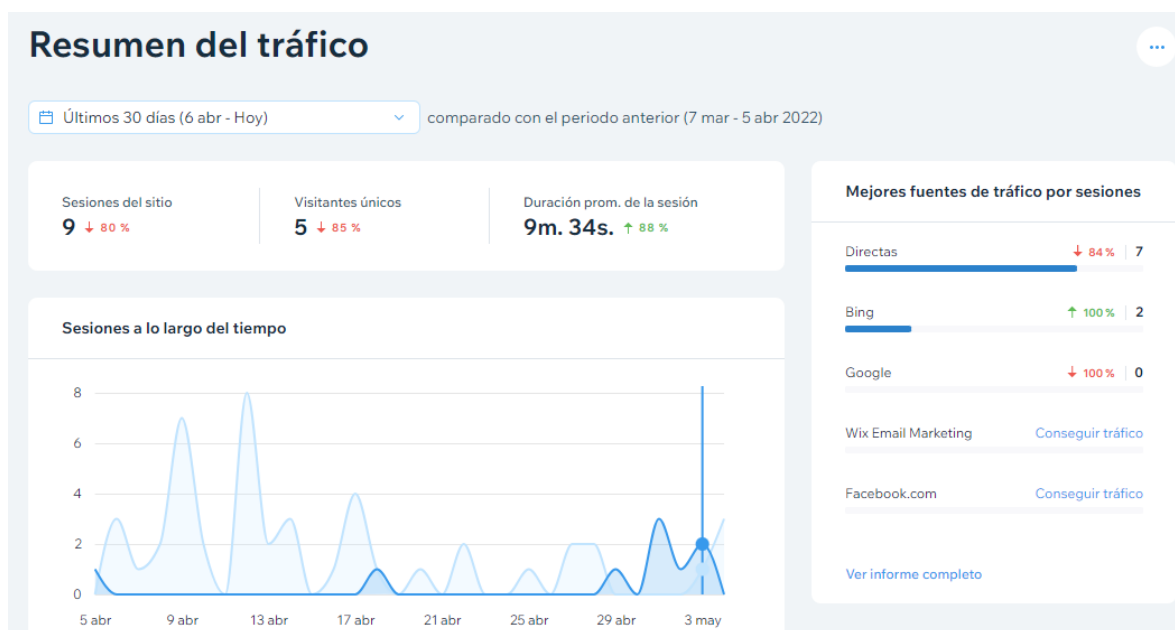 Resumen del tráfico
Últimos 30 días (6 abr - Hoy)
comparado con el periodo anterior (7 mar - 5 abr 2022)
Sesiones del sitio
9 ↓ 80 %
Visitantes únicos
5 ↓ 85 %
Duración prom. de la sesión
9m. 34s. ↑ 88 %
Sesiones a lo largo del tiempo
8
6
4
2
0
5 abr
9 abr
13 abr
17 abr
21 abr
25 abr
29 abr
3 may
Mejores fuentes de tráfico por sesiones
Directas ↓ 84 % 7
Bing ↑ 100 % 2
Google ↓ 100 % 0
Wix Email Marketing Conseguir tráfico
Facebook.com Conseguir tráfico
Ver informe completo